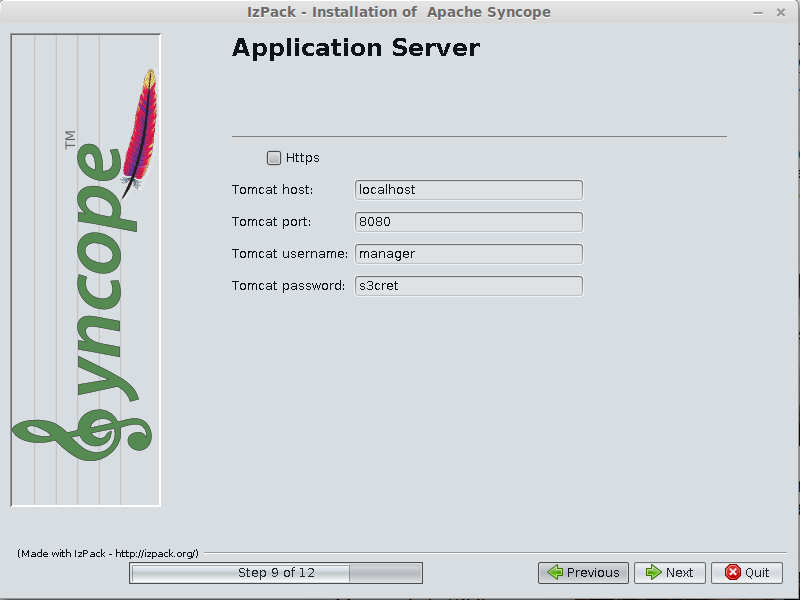 IzPack - Installation of  Apache Syncope
Application Server
Syncope TM
Https
Tomcat host: localhost
Tomcat port: 8080
Tomcat username: manager
Tomcat password: s3cret
(Made with IzPack - http://izpack.org/)
Step 9 of 12
Previous Next Quit